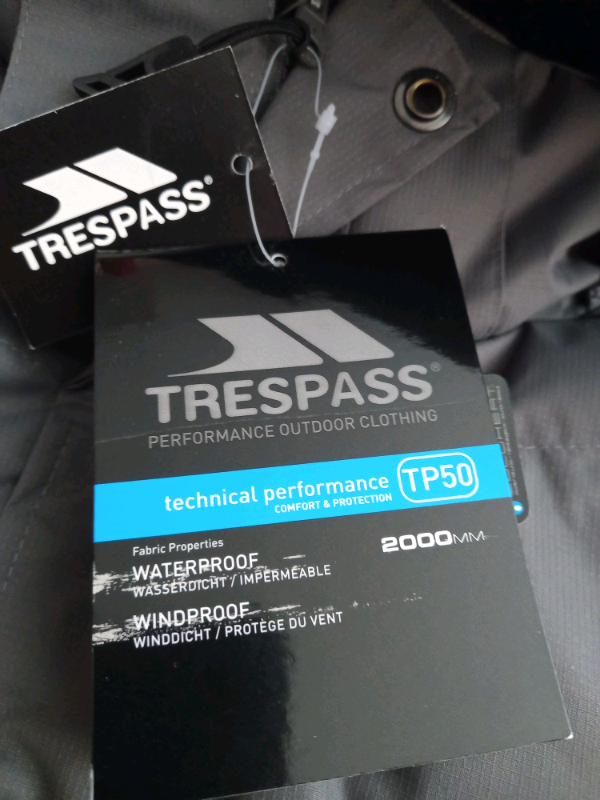 TRESPASS®
TRESPASS®
PERFORMANCE OUTDOOR CLOTHING
technical performance TP50
COMFORT & PROTECTION
Fabric Properties
WATERPROOF 2000MM
WASSERDICHT / IMPERMEABLE
WINDPROOF
WINDDICHT / PROTÈGE DU VENT